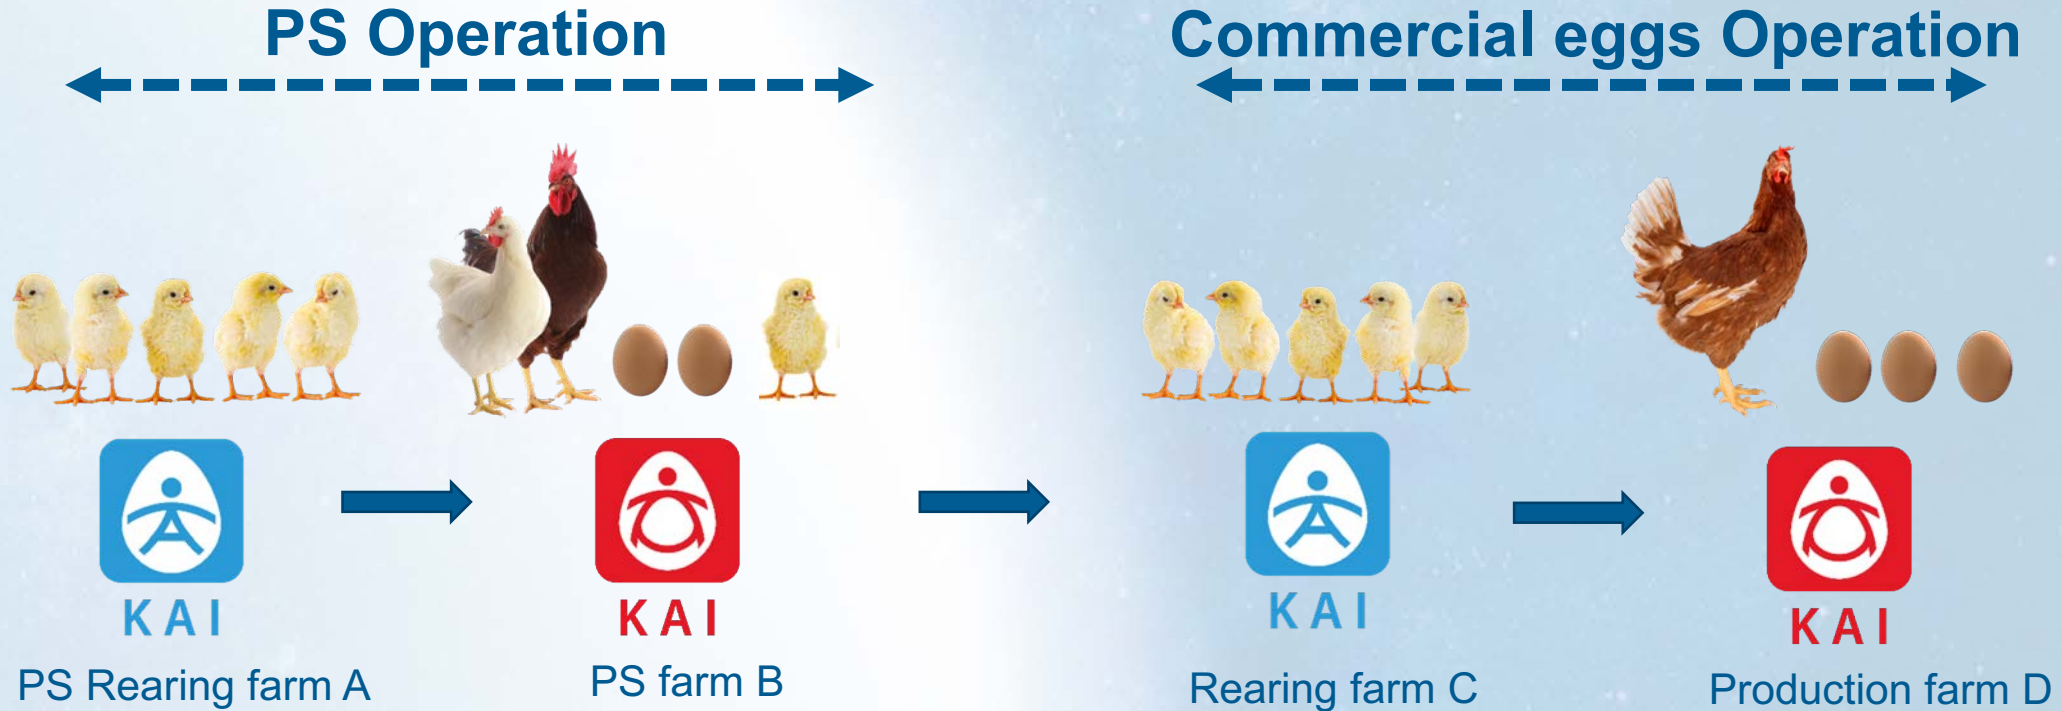 PS Operation
Commercial eggs Operation
KAI
KAI
KAI
KAI
PS Rearing farm A
PS farm B
Rearing farm C
Production farm D